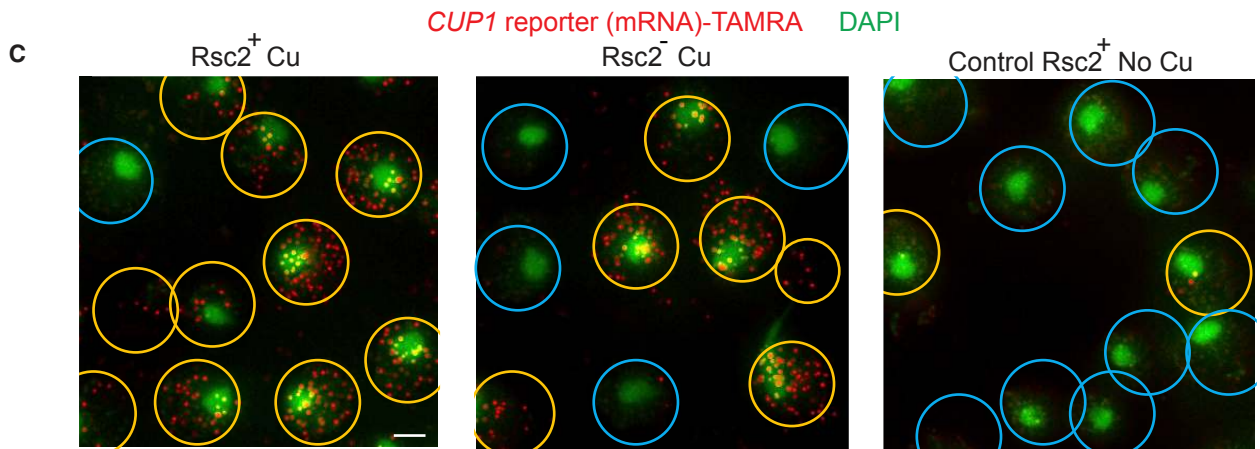 CUP1 reporter (mRNA)-TAMRA DAPI
c
Rsc2+ Cu
Rsc2- Cu
Control Rsc2+ No Cu